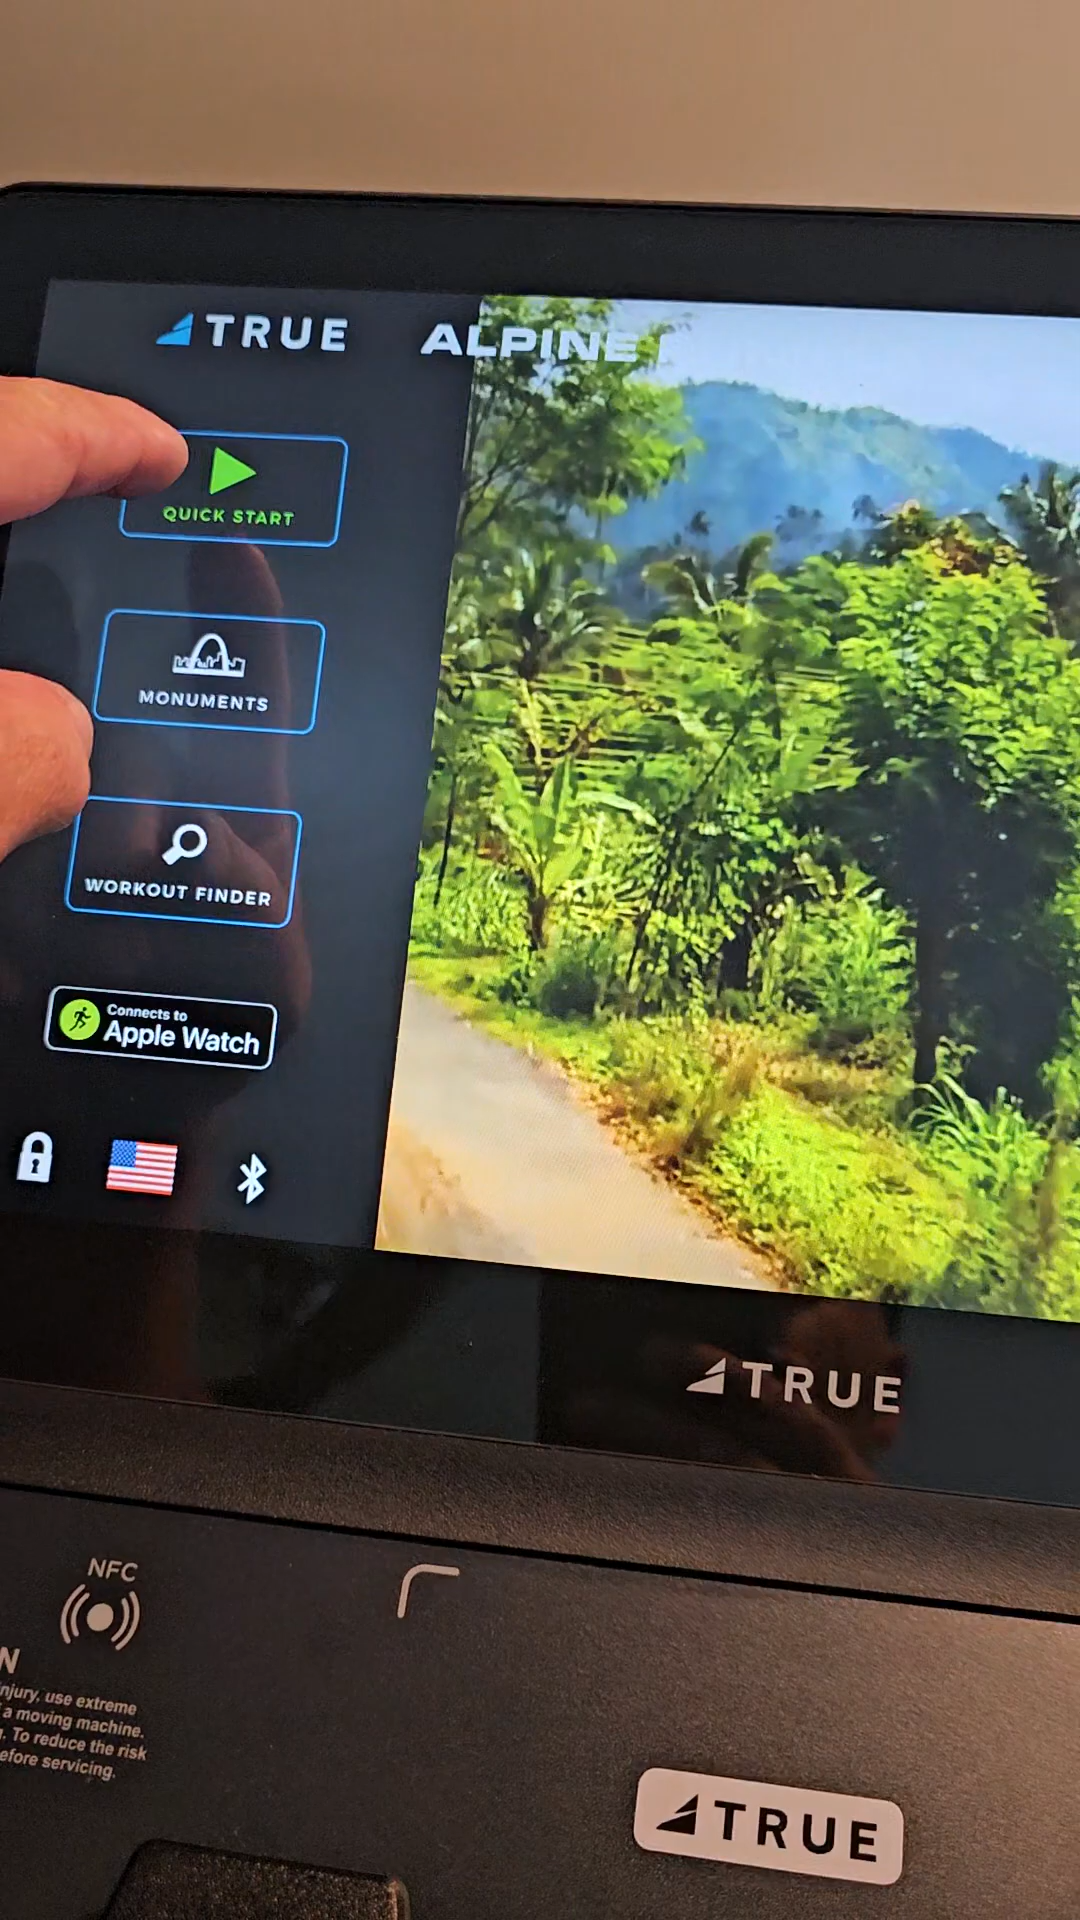 TRUE
ALPINE
QUICK START
MONUMENTS
WORKOUT FINDER
Connects to
Apple Watch
TRUE
NFC
N
njury, use extreme
a moving machine.
To reduce the risk
efore servicing.
TRUE